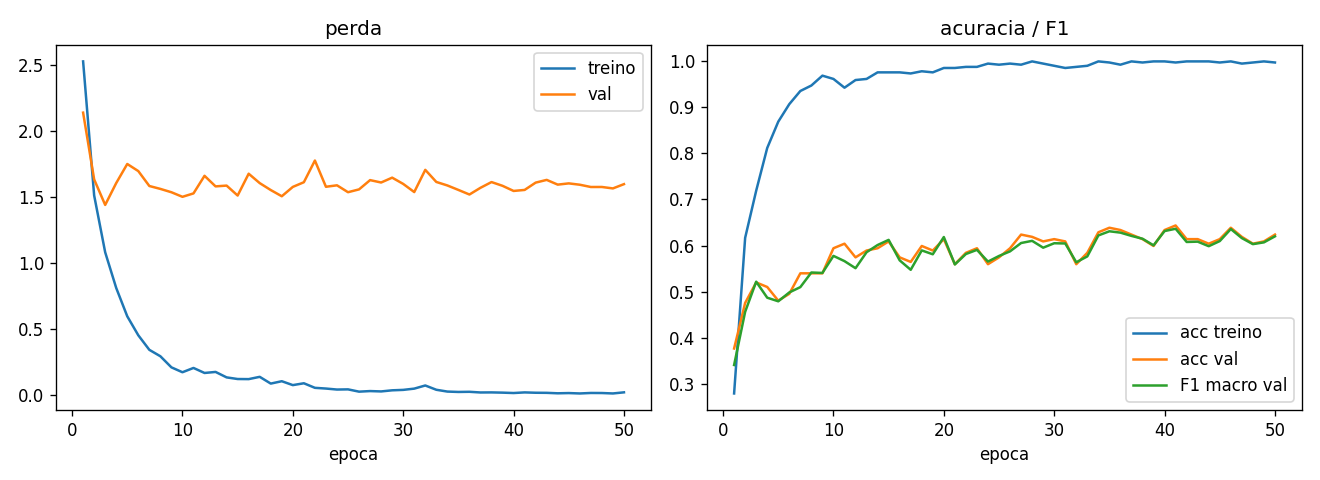 perda
2.5
2.0
1.5
1.0
0.5
0.0
treino
val
0 10 20 30 40 50
epoca
acuracia / F1
1.0
0.9
0.8
0.7
0.6
0.5
0.4
0.3
acc treino
acc val
F1 macro val
0 10 20 30 40 50
epoca